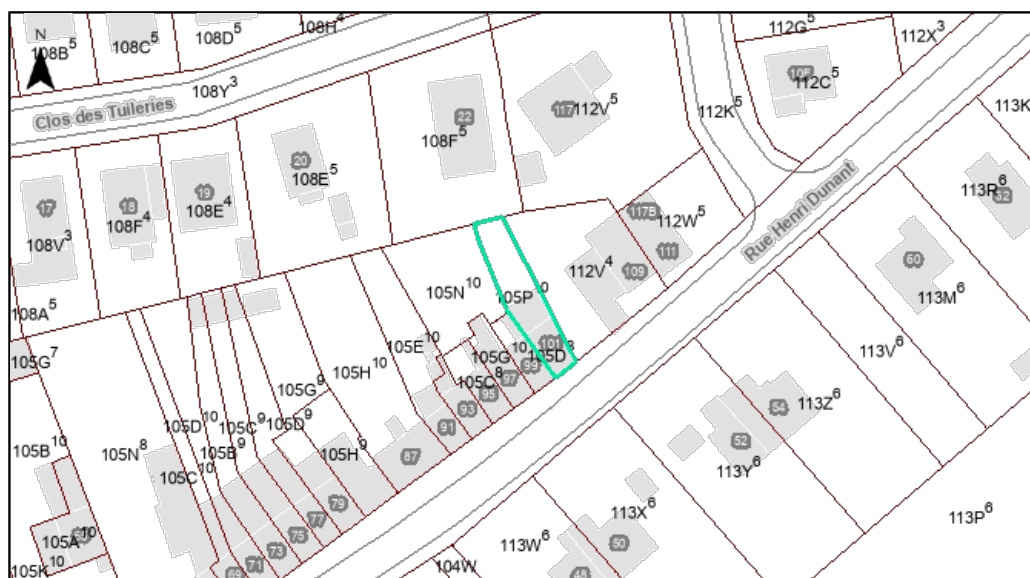 N
108B⁵
108C⁵
108D⁵
108H⁴
112G⁵
112X³
108Y³
Clos des Tuileries
22
108F⁵
117
112V⁵
112C⁵
112K⁵
113K
20
108E⁵
17
108V³
18
108F⁴
19
108E⁴
113R⁶
52
Rue Henri Dunant
117B
112W⁵
111
109
112V⁴
60
113M⁶
105N¹⁰
105P¹⁰
108A⁵
105G⁷
105E¹⁰
105H¹⁰
105G⁹
101
105D
99
105G¹⁰
97
105C⁸
95
93
91
87
113V⁶
54
113Z⁶
52
113Y⁶
105B¹⁰
105N⁸
105D¹⁰
105C⁹
105D⁹
105B⁹
105H⁹
105C¹⁰
79
77
75
73
71
69
105A¹⁰
105K¹⁰
113X⁶
113W⁶
50
48
104W
113P⁶